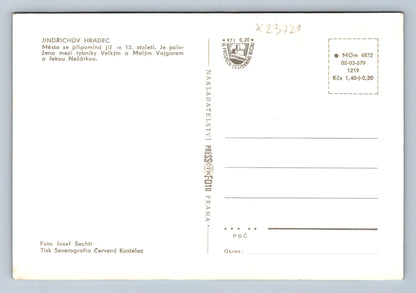 JINDŘICHŮV HRADEC
Město se připomíná již ve 13. století. Je polo-
žena mezi rybníky Velkým a Malým Vajgarem
a řekou Nežárkou.
Foto Josef Sechtl
Tisk Severografia Červený Kostelec
NAKLADATELSTVÍ PRESSFOTO PRAHA
Kčs 0,20
X23721
MOm 4872
02-03-679
1219
Kčs 1,40+0,20
PSČ
Okres: